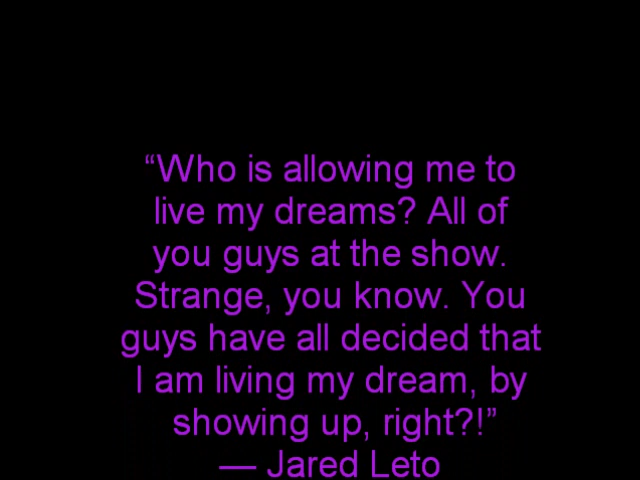 “Who is allowing me to
live my dreams? All of
you guys at the show.
Strange, you know. You
guys have all decided that
I am living my dream, by
showing up, right?!”
— Jared Leto